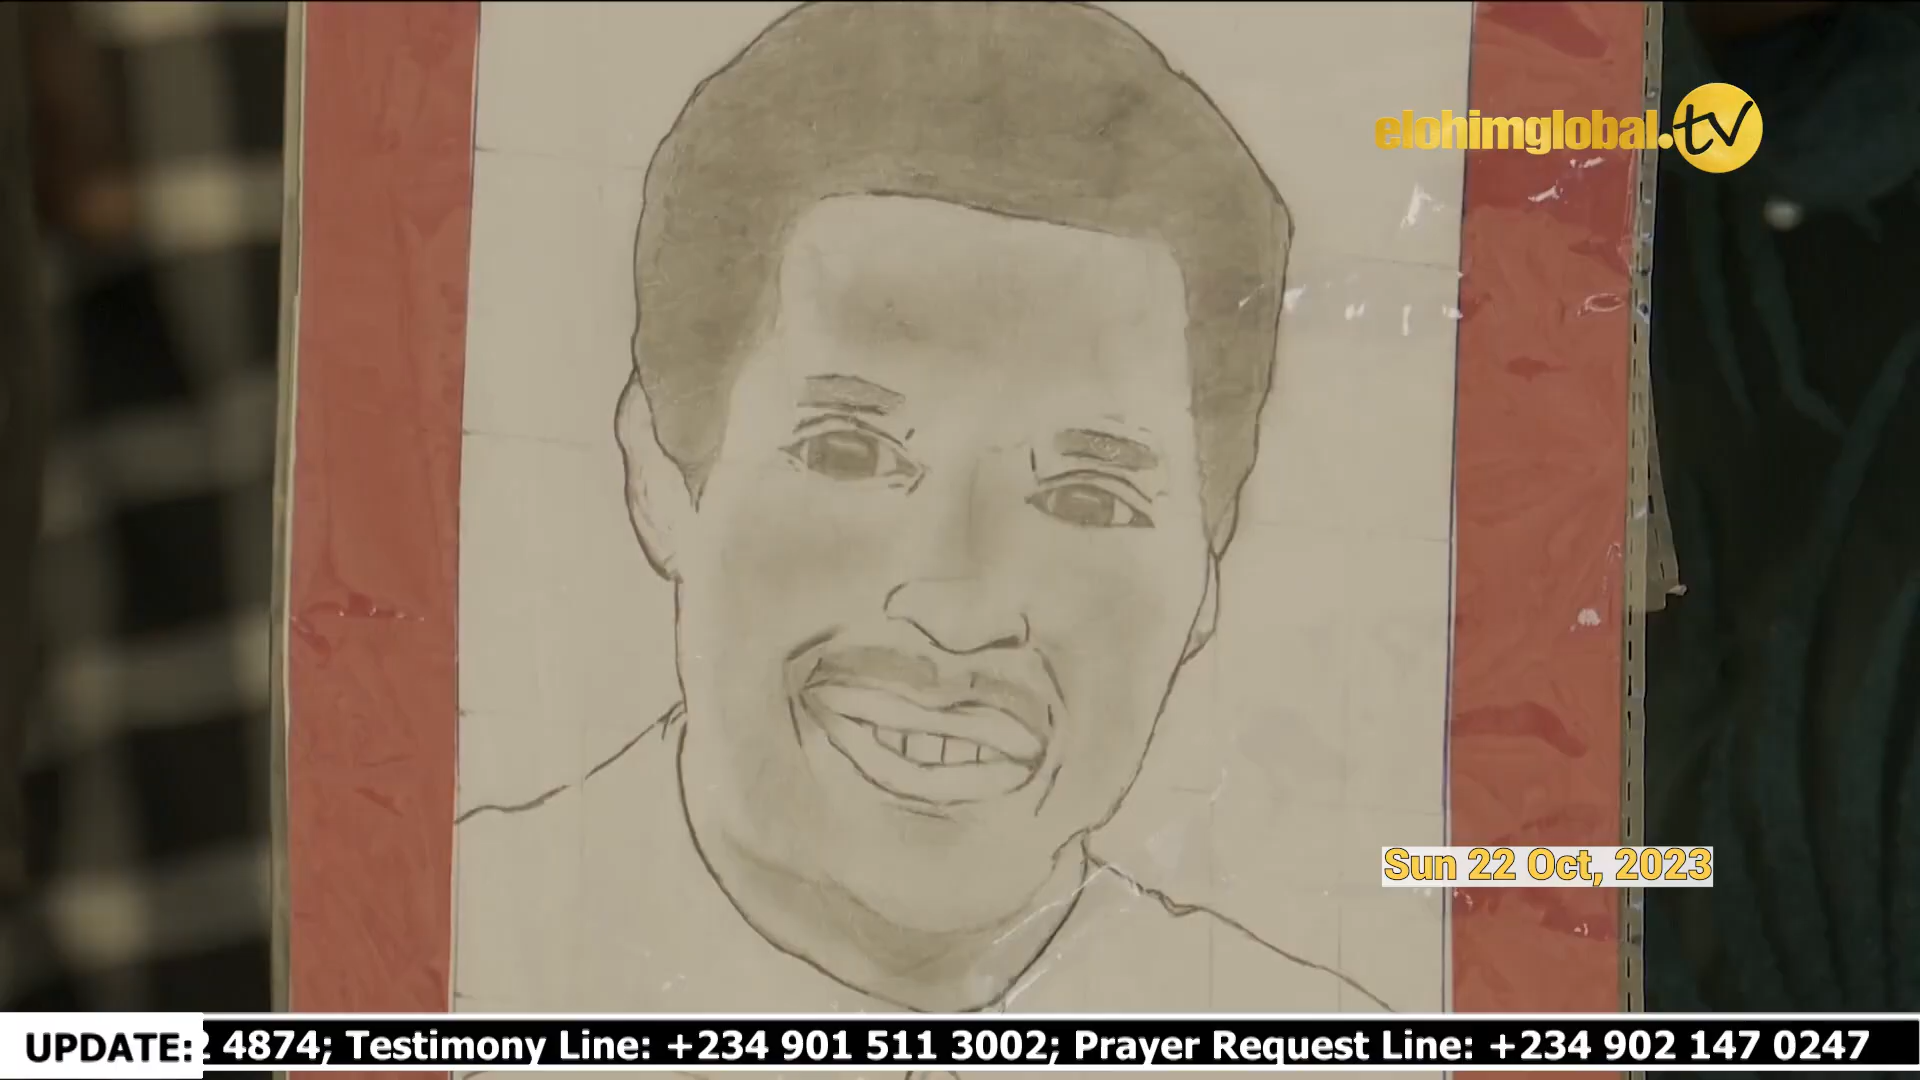 elohimglobal.tv
Sun 22 Oct, 2023
UPDATE: 4874; Testimony Line: +234 901 511 3002; Prayer Request Line: +234 902 147 0247